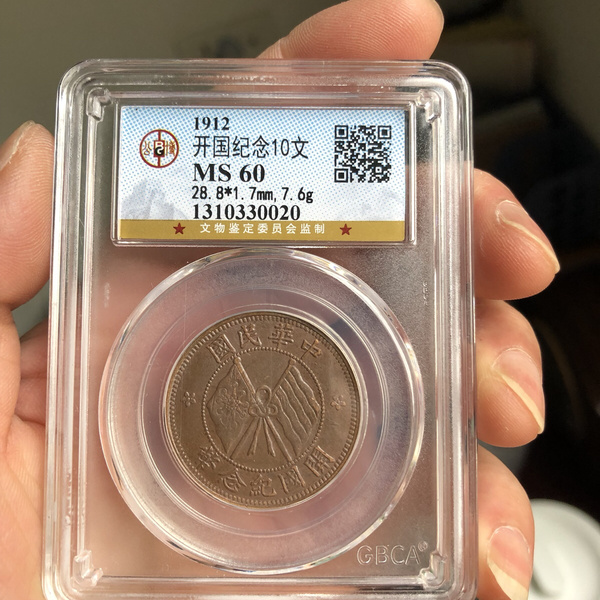 1912
开国纪念10文
MS 60
28.8*1.7mm,7.6g
1310330020
★ 文物鉴定委员会监制 ★
中華民國
開國紀念幣
GBCA®